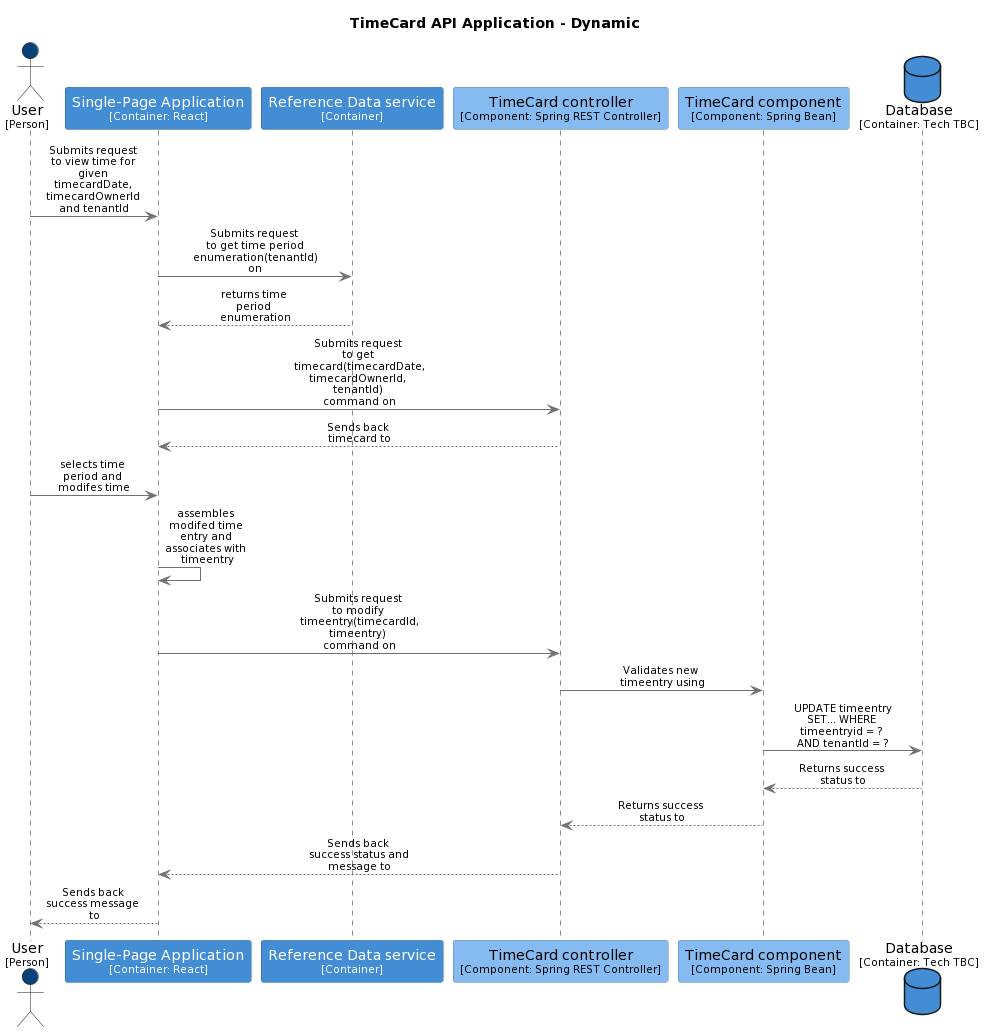 TimeCard API Application - Dynamic
User
[Person]
Single-Page Application
[Container: React]
Reference Data service
[Container]
TimeCard controller
[Component: Spring REST Controller]
TimeCard component
[Component: Spring Bean]
Database
[Container: Tech TBC]
Submits request
to view time for
given
timecardDate,
timecardOwnerId
and tenantId
Submits request
to get time period
enumeration(tenantId)
on
returns time
period
enumeration
Submits request
to get
timecard(timecardDate,
timecardOwnerId,
tenantId)
command on
Sends back
timecard to
selects time
period and
modifes time
assembles
modifed time
entry and
associates with
timeentry
Submits request
to modify
timeentry(timecardId,
timeentry)
command on
Validates new
timeentry using
UPDATE timeentry
SET... WHERE
timeentryid = ?
AND tenantId = ?
Returns success
status to
Returns success
status to
Sends back
success status and
message to
Sends back
success message
to
User
[Person]
Single-Page Application
[Container: React]
Reference Data service
[Container]
TimeCard controller
[Component: Spring REST Controller]
TimeCard component
[Component: Spring Bean]
Database
[Container: Tech TBC]